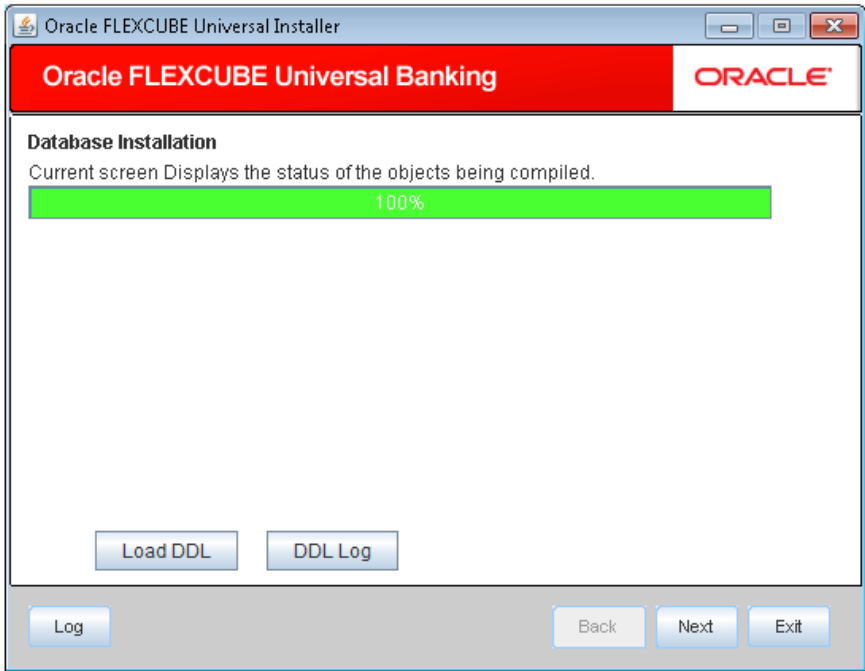 Oracle FLEXCUBE Universal Installer
Oracle FLEXCUBE Universal Banking
ORACLE®
Database Installation
Current screen Displays the status of the objects being compiled.
100%
Load DDL DDL Log
Log Back Next Exit